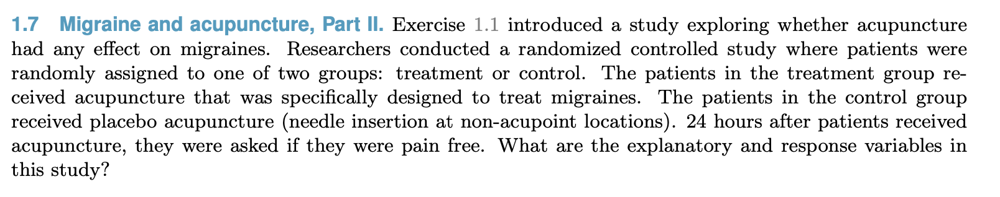 1.7 Migraine and acupuncture, Part II. Exercise 1.1 introduced a study exploring whether acupuncture
had any effect on migraines. Researchers conducted a randomized controlled study where patients were
randomly assigned to one of two groups: treatment or control. The patients in the treatment group re-
ceived acupuncture that was specifically designed to treat migraines. The patients in the control group
received placebo acupuncture (needle insertion at non-acupoint locations). 24 hours after patients received
acupuncture, they were asked if they were pain free. What are the explanatory and response variables in
this study?